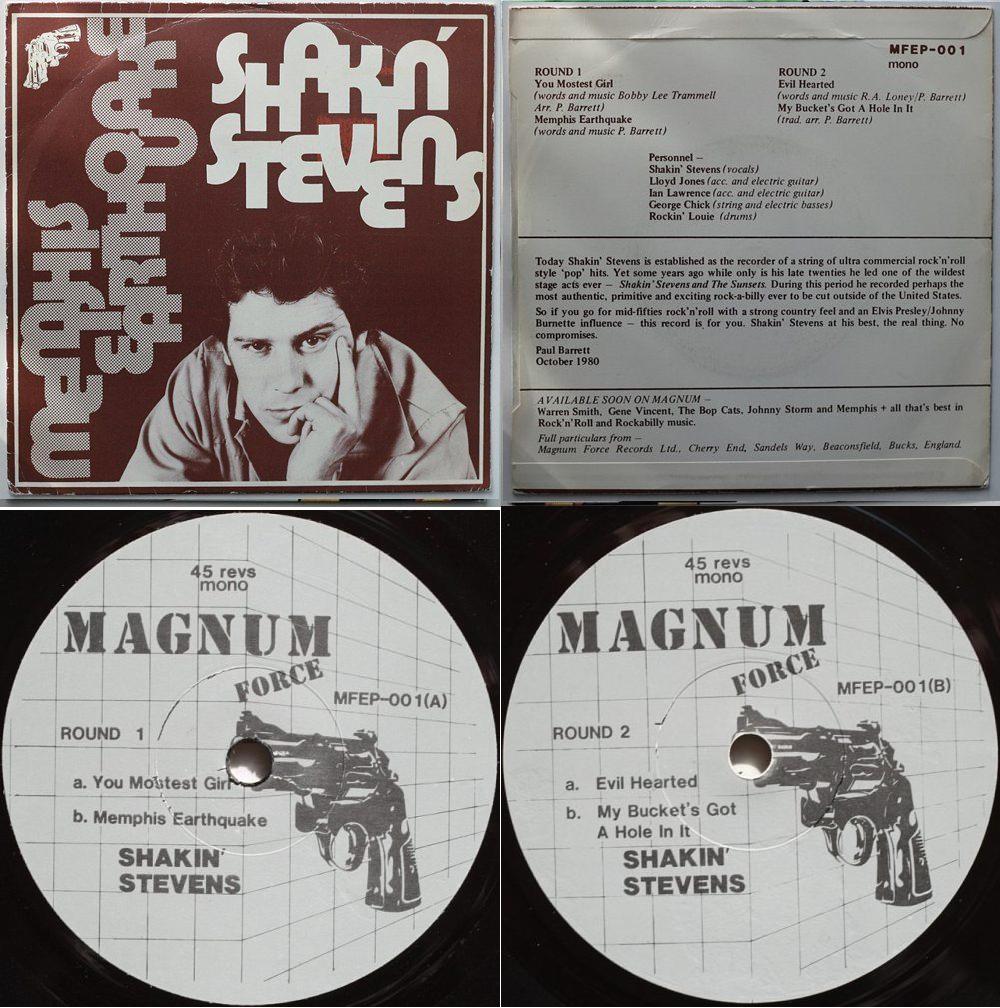 SHAKIN'
STEVENS
MEMPHIS
EARTHQUAKE
MFEP-001
mono
ROUND 1
You Mostest Girl
(words and music Bobby Lee Trammell
Arr. P. Barrett)
Memphis Earthquake
(words and music P. Barrett)
ROUND 2
Evil Hearted
(words and music R.A. Loney/P. Barrett)
My Bucket's Got A Hole In It
(trad. arr. P. Barrett)
Personnel –
Shakin' Stevens (vocals)
Lloyd Jones (acc. and electric guitar)
Ian Lawrence (acc. and electric guitar)
George Chick (string and electric basses)
Rockin' Louie (drums)
Today Shakin' Stevens is established as the recorder of a string of ultra commercial rock'n'roll
style 'pop' hits. Yet some years ago while only is his late twenties he led one of the wildest
stage acts ever – Shakin' Stevens and The Sunsets. During this period he recorded perhaps the
most authentic, primitive and exciting rock-a-billy ever to be cut outside of the United States.
So if you go for mid-fifties rock'n'roll with a strong country feel and an Elvis Presley/Johnny
Burnette influence – this record is for you. Shakin' Stevens at his best, the real thing. No
compromises.
Paul Barrett
October 1980
AVAILABLE SOON ON MAGNUM –
Warren Smith, Gene Vincent, The Bop Cats, Johnny Storm and Memphis + all that's best in
Rock'n'Roll and Rockabilly music.
Full particulars from –
Magnum Force Records Ltd., Cherry End, Sandels Way, Beaconsfield, Bucks, England.
45 revs
mono
MAGNUM
FORCE
MFEP-001(A)
ROUND 1
a. You Mostest Girl
b. Memphis Earthquake
SHAKIN'
STEVENS
45 revs
mono
MAGNUM
FORCE
MFEP-001(B)
ROUND 2
a. Evil Hearted
b. My Bucket's Got
A Hole In It
SHAKIN'
STEVENS